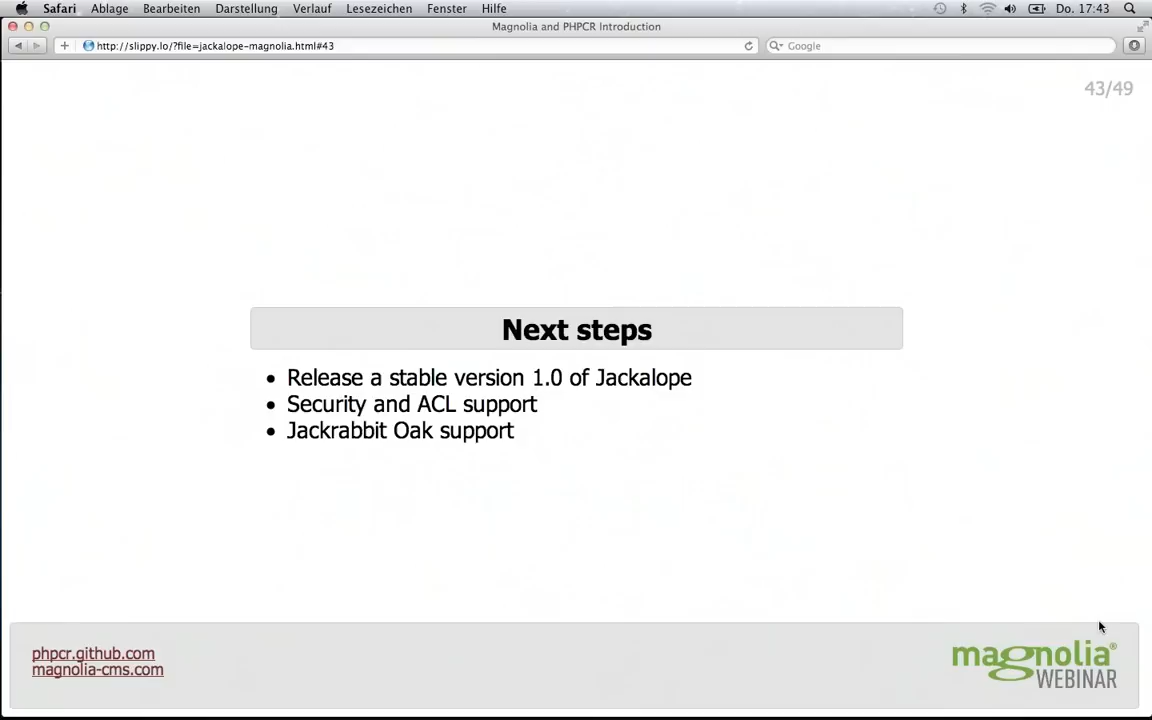 Safari Ablage Bearbeiten Darstellung Verlauf Lesezeichen Fenster Hilfe Do. 17:43
Magnolia and PHPCR Introduction
http://slippy.lo/?file=jackalope-magnolia.html#43 Google
43/49
Next steps
• Release a stable version 1.0 of Jackalope
• Security and ACL support
• Jackrabbit Oak support
phpcr.github.com
magnolia-cms.com
magnolia®
WEBINAR